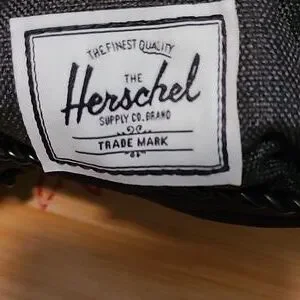 THE FINEST QUALITY
THE
Herschel
SUPPLY CO. BRAND
TRADE MARK